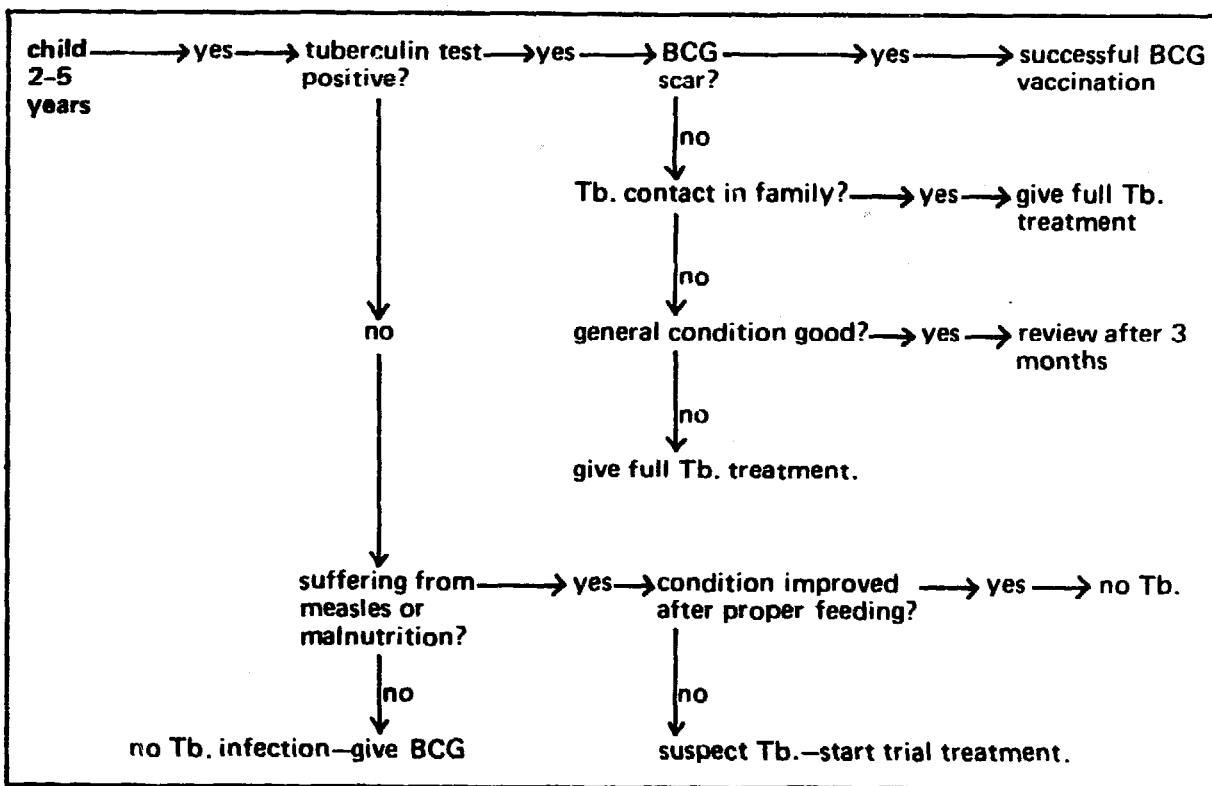 child yes tuberculin test yes BCG yes successful BCG
2–5 positive? scar? vaccination
years
no
Tb. contact in family? yes give full Tb.
treatment
no
no general condition good? yes review after 3
months
no
give full Tb. treatment.
suffering from yes condition improved yes no Tb.
measles or after proper feeding?
malnutrition?
no no
no Tb. infection—give BCG suspect Tb.—start trial treatment.